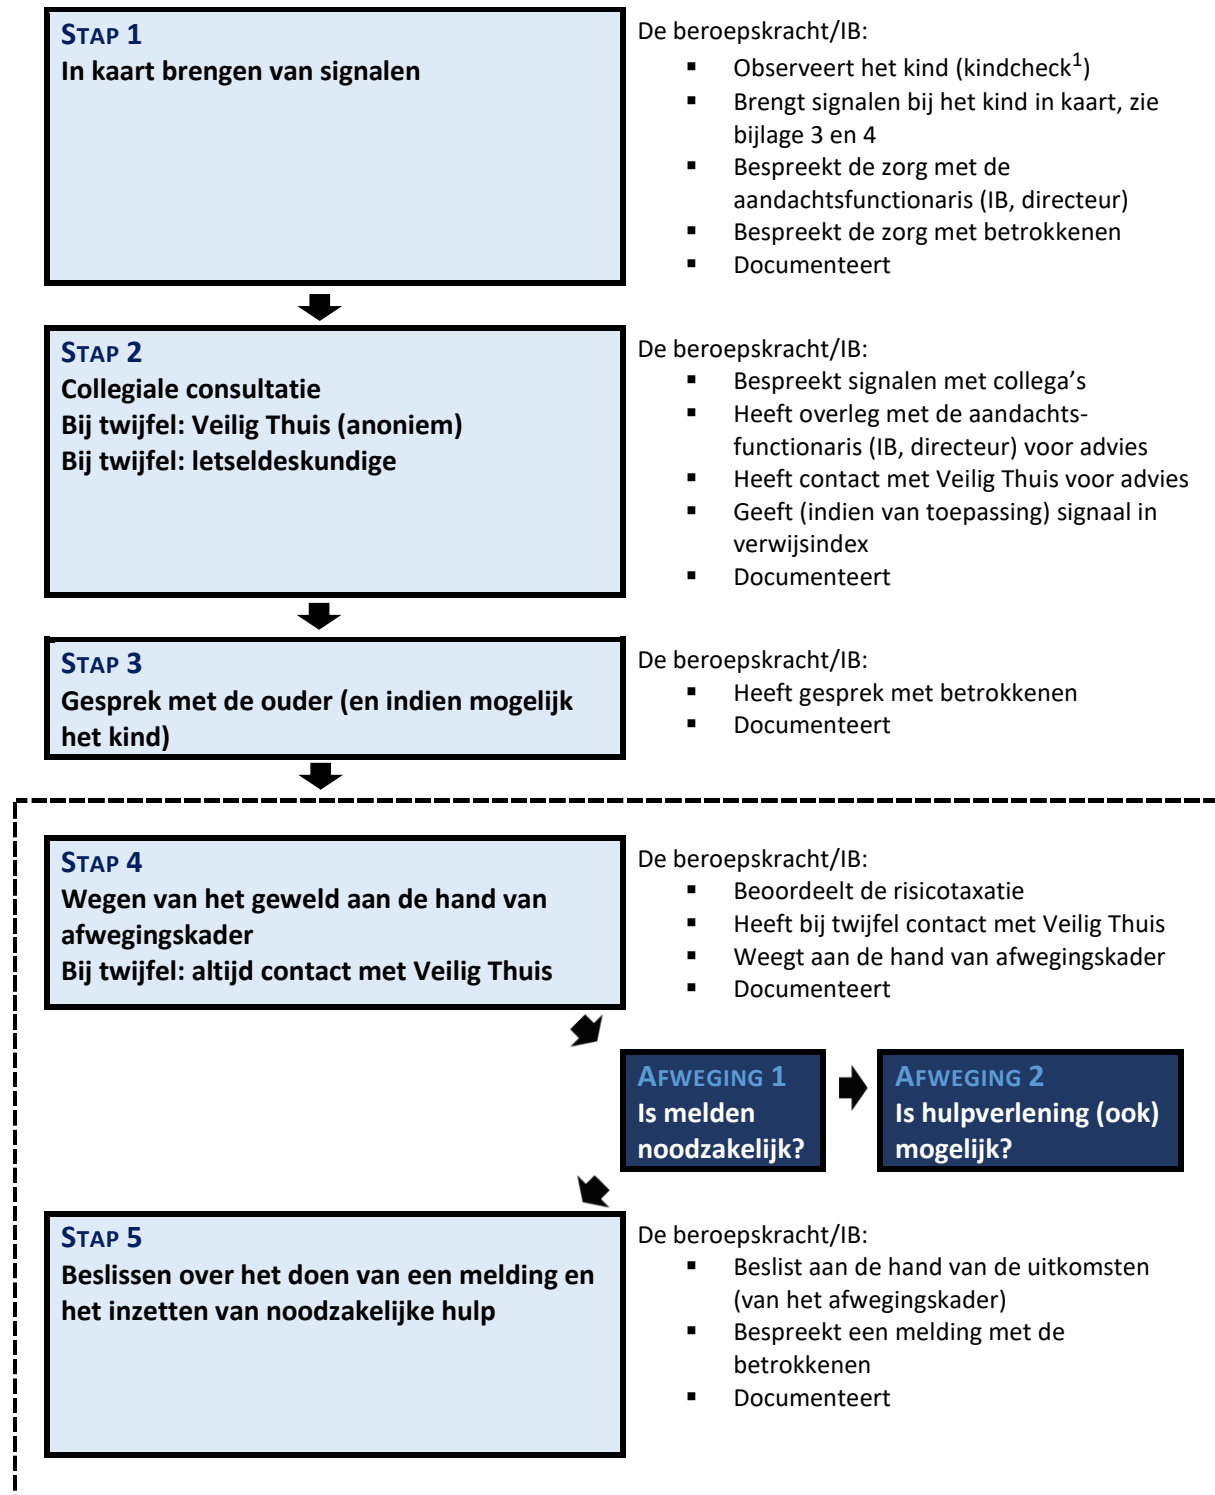 STAP 1
In kaart brengen van signalen
De beroepskracht/IB:
▪ Observeert het kind (kindcheck1)
▪ Brengt signalen bij het kind in kaart, zie
bijlage 3 en 4
▪ Bespreekt de zorg met de
aandachtsfunctionaris (IB, directeur)
▪ Bespreekt de zorg met betrokkenen
▪ Documenteert
STAP 2
Collegiale consultatie
Bij twijfel: Veilig Thuis (anoniem)
Bij twijfel: letseldeskundige
De beroepskracht/IB:
▪ Bespreekt signalen met collega’s
▪ Heeft overleg met de aandachts-
functionaris (IB, directeur) voor advies
▪ Heeft contact met Veilig Thuis voor advies
▪ Geeft (indien van toepassing) signaal in
verwijsindex
▪ Documenteert
STAP 3
Gesprek met de ouder (en indien mogelijk
het kind)
De beroepskracht/IB:
▪ Heeft gesprek met betrokkenen
▪ Documenteert
STAP 4
Wegen van het geweld aan de hand van
afwegingskader
Bij twijfel: altijd contact met Veilig Thuis
De beroepskracht/IB:
▪ Beoordeelt de risicotaxatie
▪ Heeft bij twijfel contact met Veilig Thuis
▪ Weegt aan de hand van afwegingskader
▪ Documenteert
AFWEGING 1
Is melden
noodzakelijk?
AFWEGING 2
Is hulpverlening (ook)
mogelijk?
STAP 5
Beslissen over het doen van een melding en
het inzetten van noodzakelijke hulp
De beroepskracht/IB:
▪ Beslist aan de hand van de uitkomsten
(van het afwegingskader)
▪ Bespreekt een melding met de
betrokkenen
▪ Documenteert